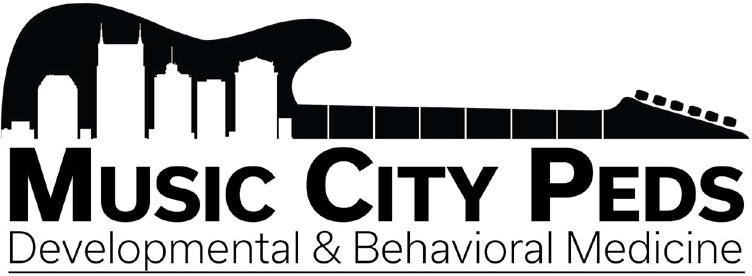 MUSIC CITY PEDS
Developmental & Behavioral Medicine